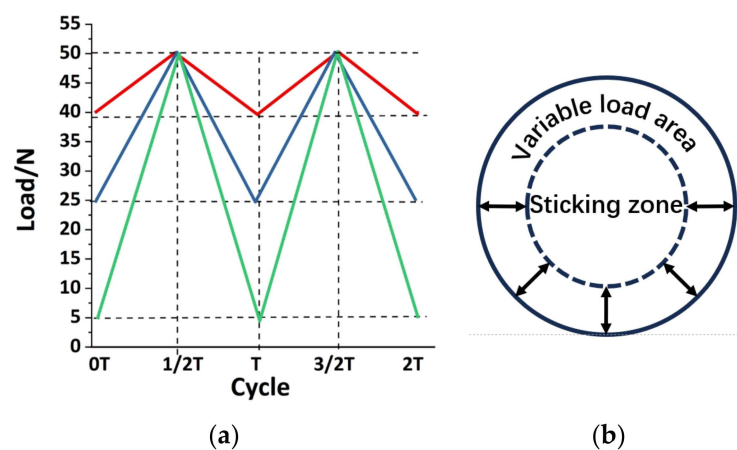 55
50
45
40
35
30
25
20
15
10
5
0
Load/N
0T 1/2T T 3/2T 2T
Cycle
(a)
Variable load area
Sticking zone
(b)